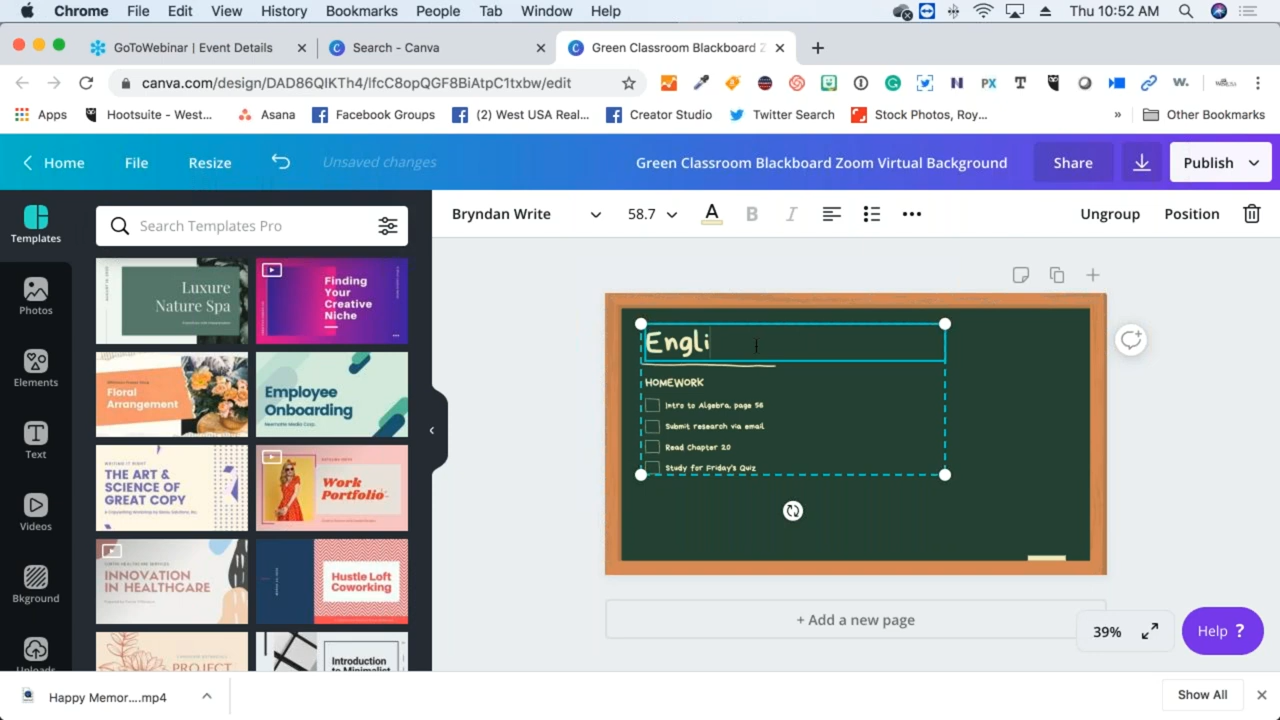 Chrome File Edit View History Bookmarks People Tab Window Help Thu 10:52 AM
GoToWebinar | Event Details Search - Canva Green Classroom Blackboard Z
canva.com/design/DAD86QIKTh4/lfcC8opQGF8BiAtpC1txbw/edit
Apps Hootsuite - West... Asana Facebook Groups (2) West USA Real... Creator Studio Twitter Search Stock Photos, Roy... » Other Bookmarks
Home File Resize Unsaved changes Green Classroom Blackboard Zoom Virtual Background Share Publish
Templates
Photos
Elements
Text
Videos
Bkground
Uploads
Search Templates Pro
Bryndan Write 58.7 A B I Ungroup Position
Luxure
Nature Spa
Finding
Your
Creative
Niche
Floral
Arrangement
Employee
Onboarding
WELCOME IT RIGHT
THE ART &
SCIENCE OF
GREAT COPY
Work
Portfolio
INNOVATION
IN HEALTHCARE
Hustle Loft
Coworking
PROJECT
Introduction
to Minimalist
Engli
HOMEWORK
Intro to Algebra, page 56
Submit research via email
Read Chapter 20
Study for Friday's Quiz
+ Add a new page
39%
Help ?
Happy Memor....mp4
Show All